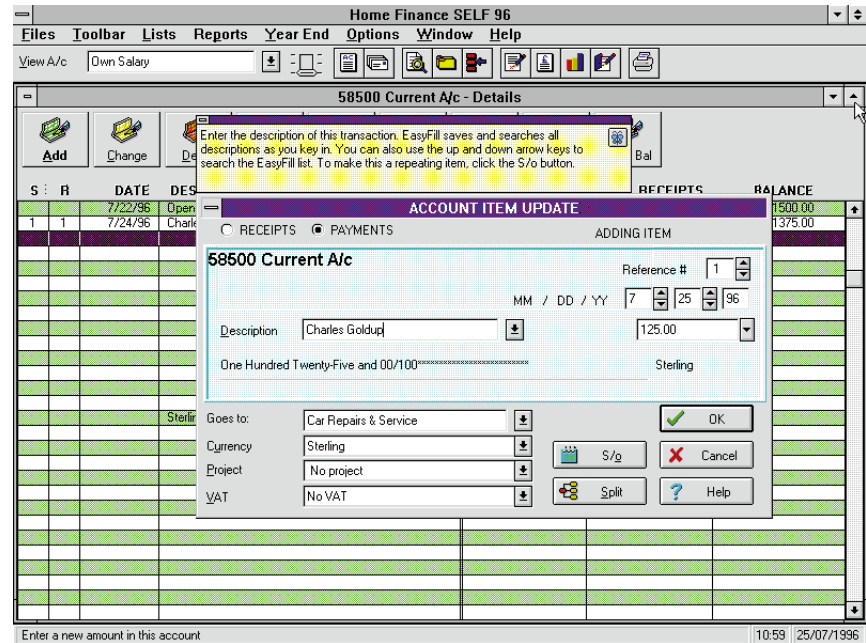 Home Finance SELF 96
Files Toolbar Lists Reports Year End Options Window Help
View A/c Own Salary
58500 Current A/c - Details
Add Change De Bal
Enter the description of this transaction. EasyFill saves and searches all
descriptions as you key in. You can also use the up and down arrow keys to
search the EasyFill list. To make this a repeating item, click the S/o button.
S R DATE DES RECEIPTS BALANCE
7/22/96 Open 1500.00
1 1 7/24/96 Charle 1375.00
ACCOUNT ITEM UPDATE
RECEIPTS PAYMENTS ADDING ITEM
58500 Current A/c
Reference # 1
MM / DD / YY 7 25 96
Description Charles Goldup 125.00
One Hundred Twenty-Five and 00/100**************************** Sterling
Sterlin
Goes to: Car Repairs & Service OK
Currency Sterling S/o Cancel
Project No project
VAT No VAT Split Help
Enter a new amount in this account 10:59 25/07/1996